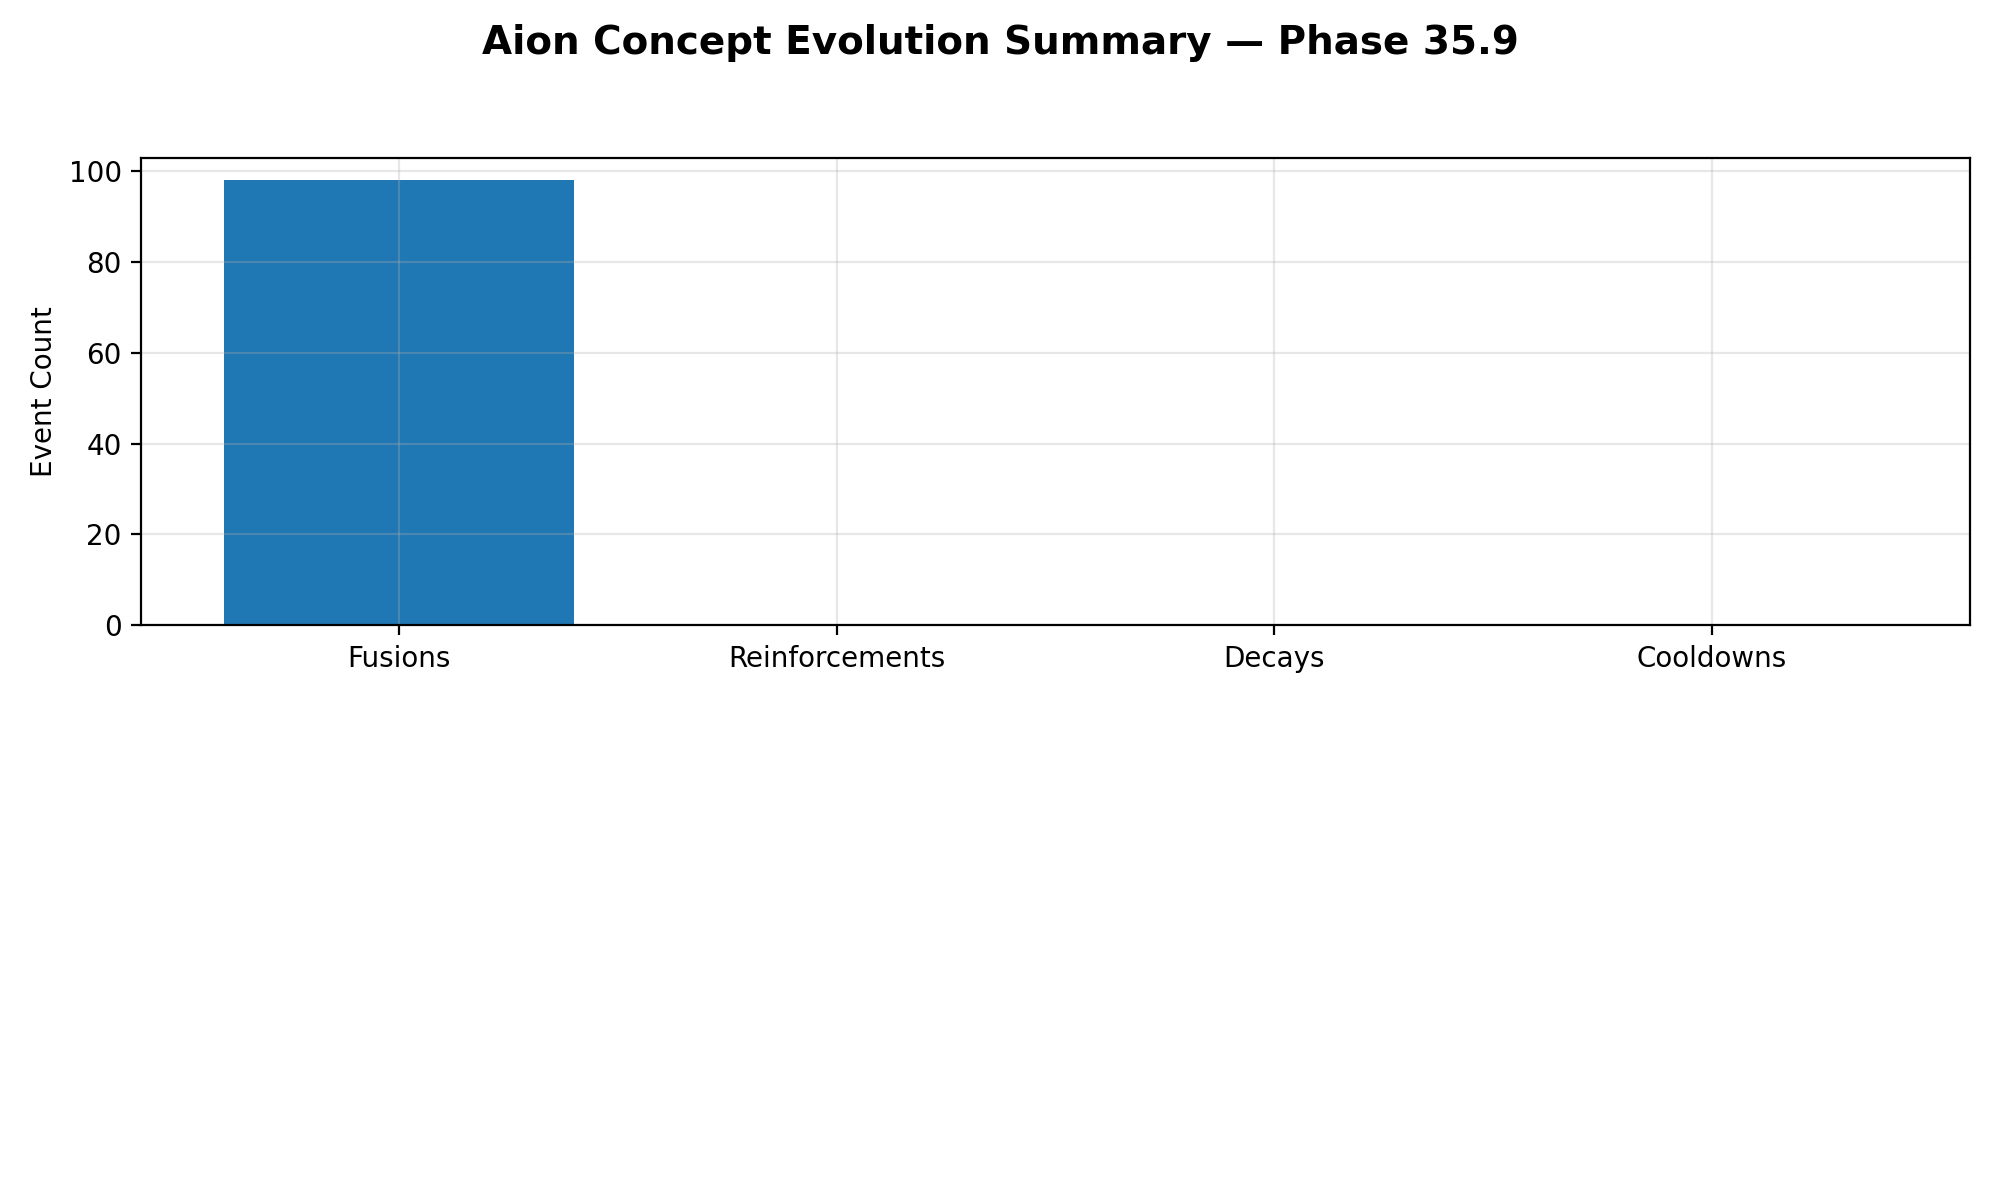 Aion Concept Evolution Summary — Phase 35.9
100
80
60
40
20
0
Event Count
Fusions
Reinforcements
Decays
Cooldowns